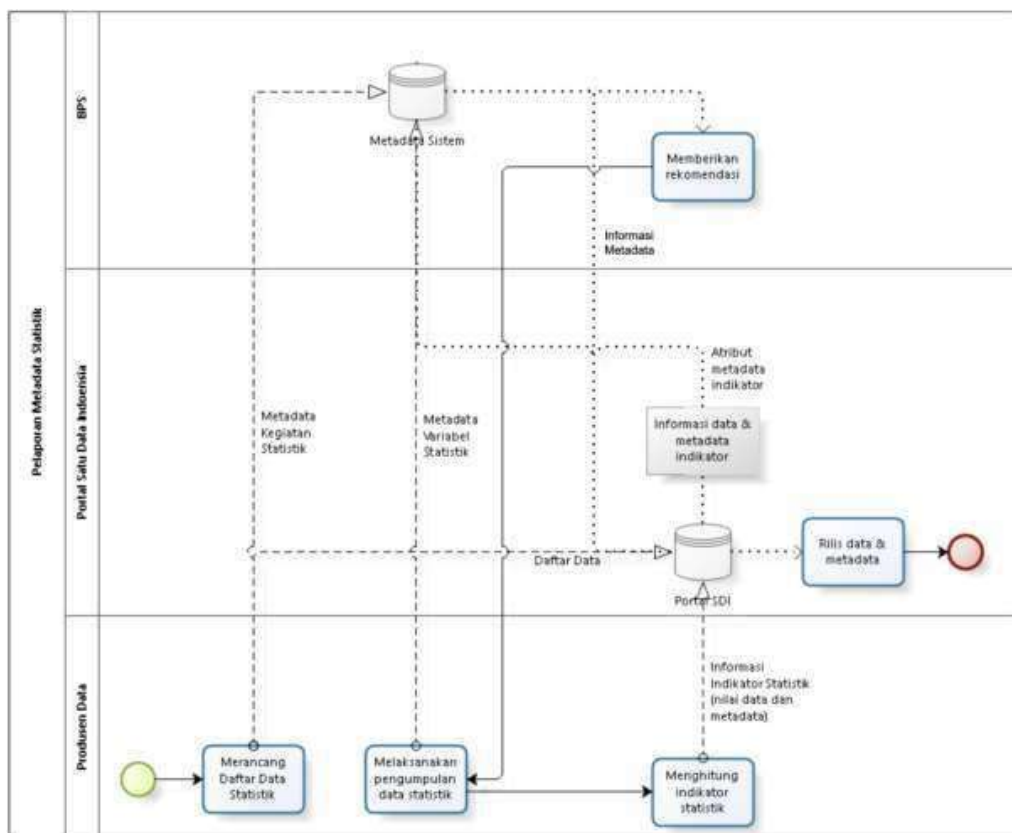 Pelaporan Metadata Statistik
BPS
Metadata Sistem
Memberikan
rekomendasi
Informasi
Metadata
Portal Satu Data Indoensia
Metadata
Kegiatan
Statistik
Metadata
Variabel
Statistik
Atribut
metadata
indikator
Informasi data &
metadata
indikator
Daftar Data
Portal SDI
Rilis data &
metadata
Produsen Data
Merancang
Daftar Data
Statistik
Melaksanakan
pengumpulan
data statistik
Informasi
Indikator Statistik
(nilai data dan
metadata)
Menghitung
indikator
statistik